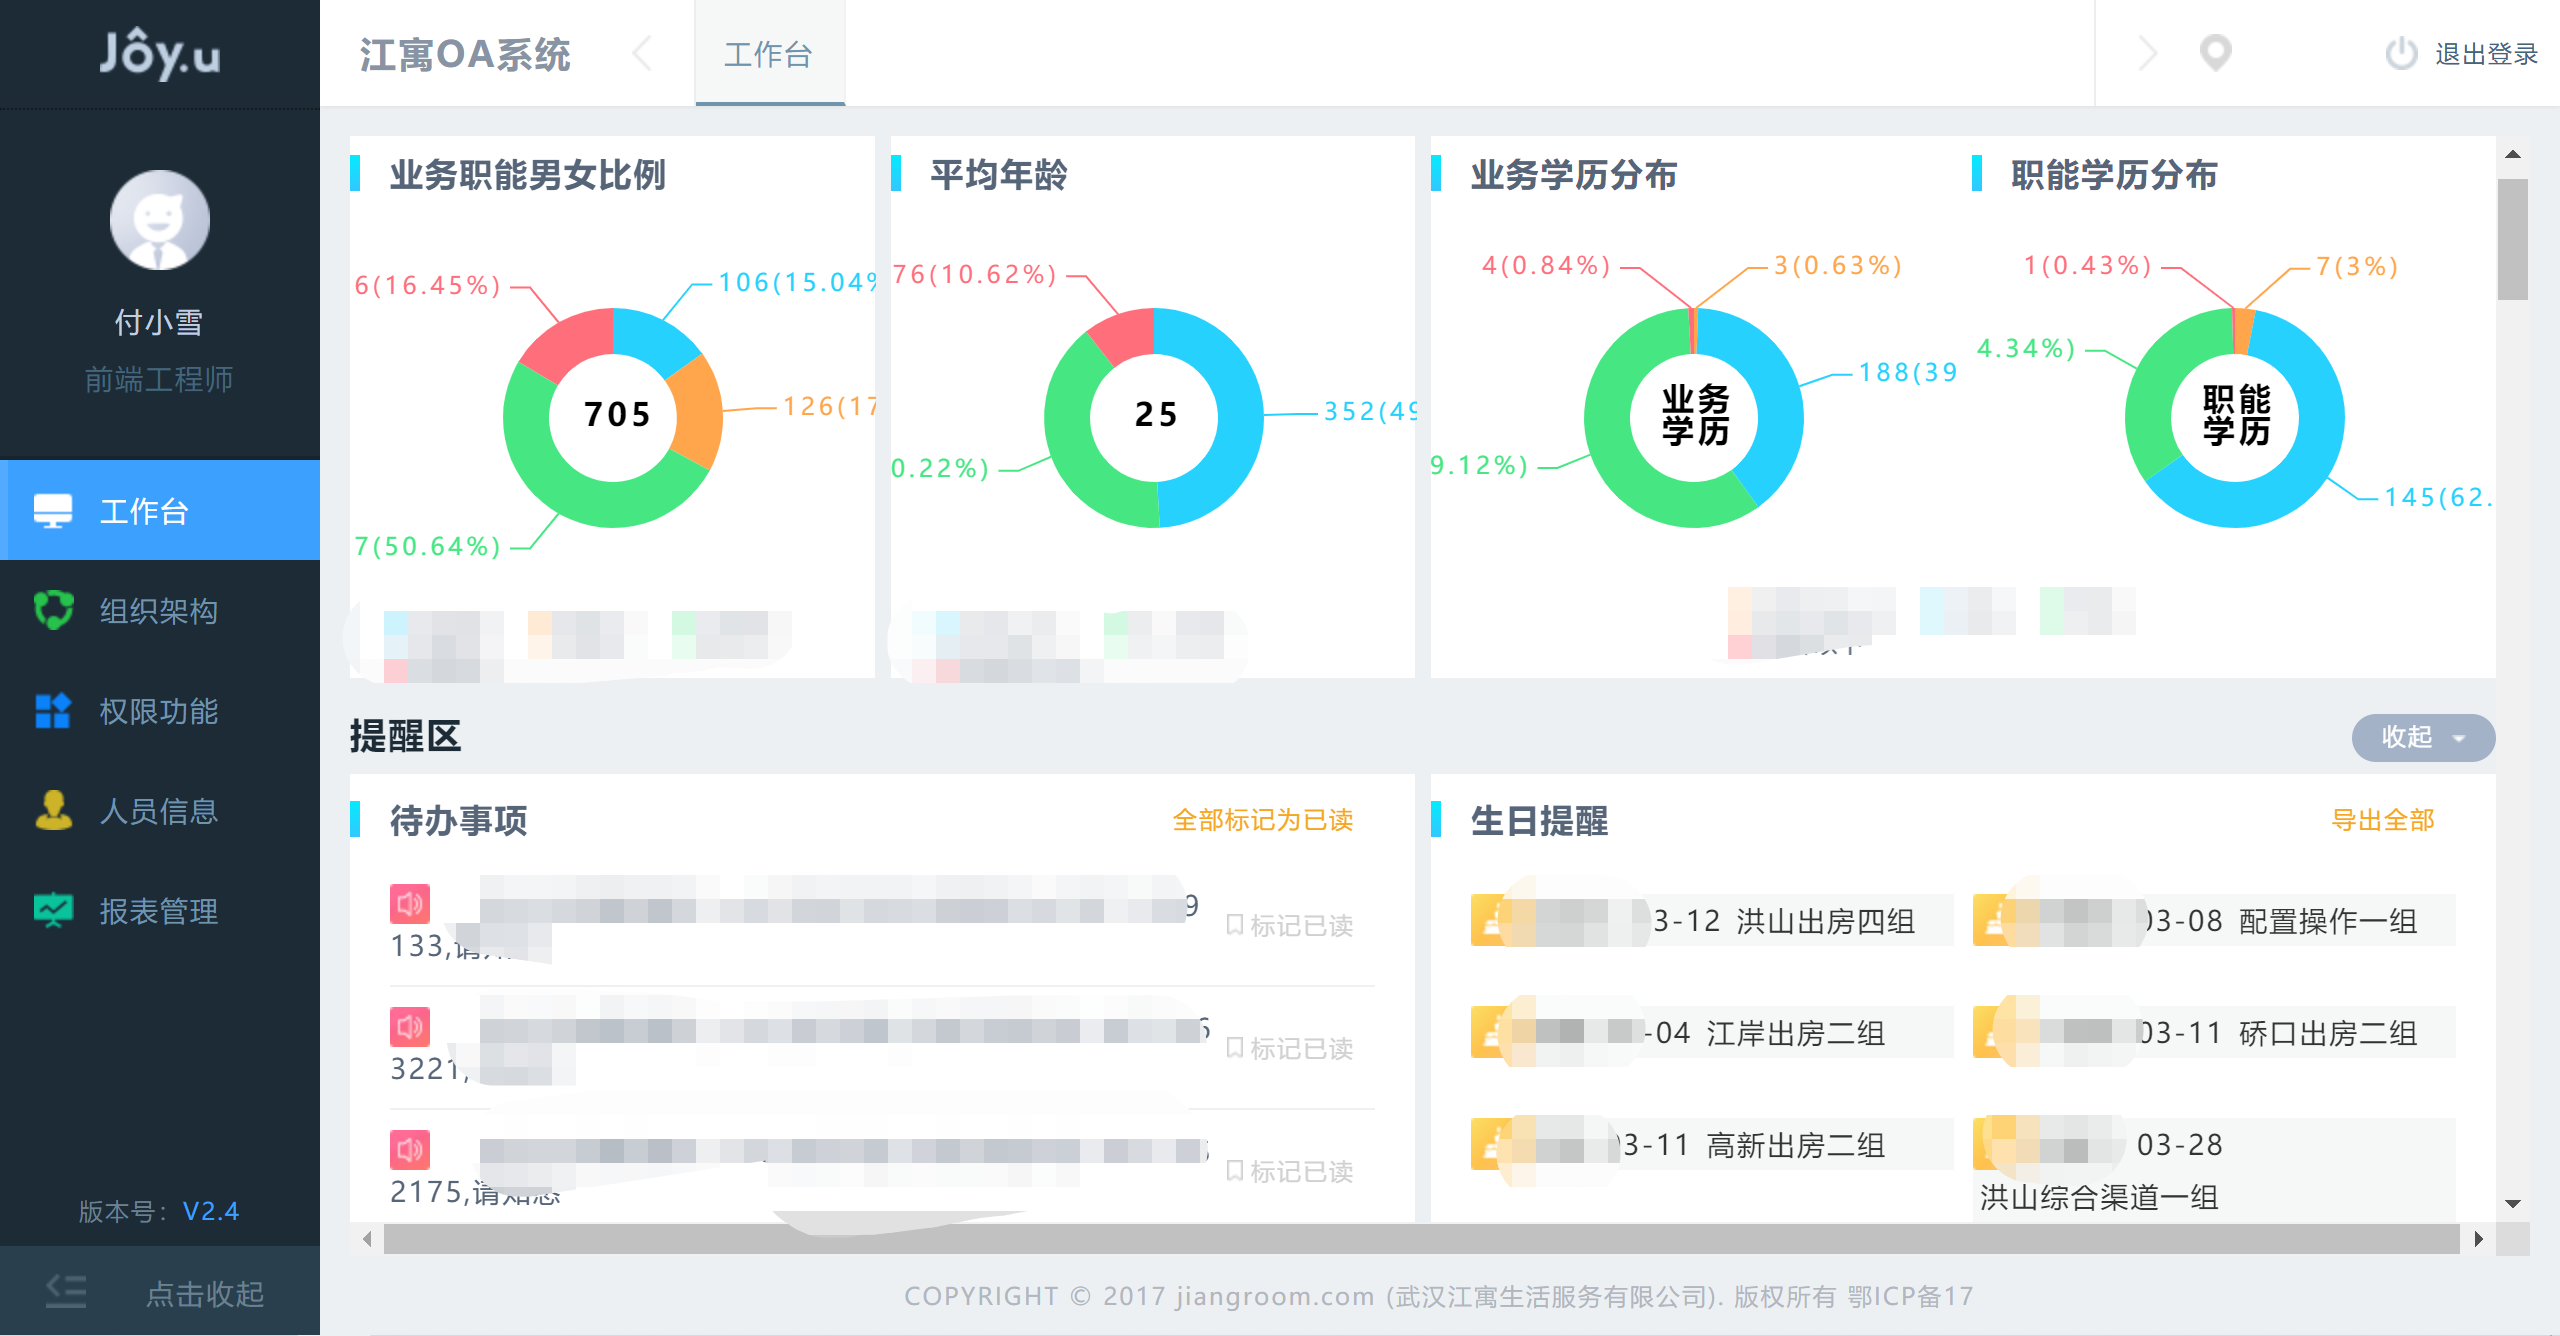 Jôy.u
江寓OA系统
工作台
退出登录
付小雪
前端工程师
工作台
组织架构
权限功能
人员信息
报表管理
版本号：V2.4
点击收起
业务职能男女比例
6(16.45%)
106(15.04%
705
126(17
7(50.64%)
平均年龄
76(10.62%)
25
352(49
0.22%)
业务学历分布
4(0.84%)
3(0.63%)
188(39
业务
学历
9.12%)
职能学历分布
1(0.43%)
7(3%)
4.34%)
职能
学历
145(62.
提醒区
收起
待办事项
全部标记为已读
9
133,请
标记已读
3221,
标记已读
2175,请知悉
标记已读
生日提醒
导出全部
3-12 洪山出房四组
03-08 配置操作一组
-04 江岸出房二组
03-11 硚口出房二组
3-11 高新出房二组
03-28
洪山综合渠道一组
COPYRIGHT © 2017 jiangroom.com (武汉江寓生活服务有限公司). 版权所有 鄂ICP备17